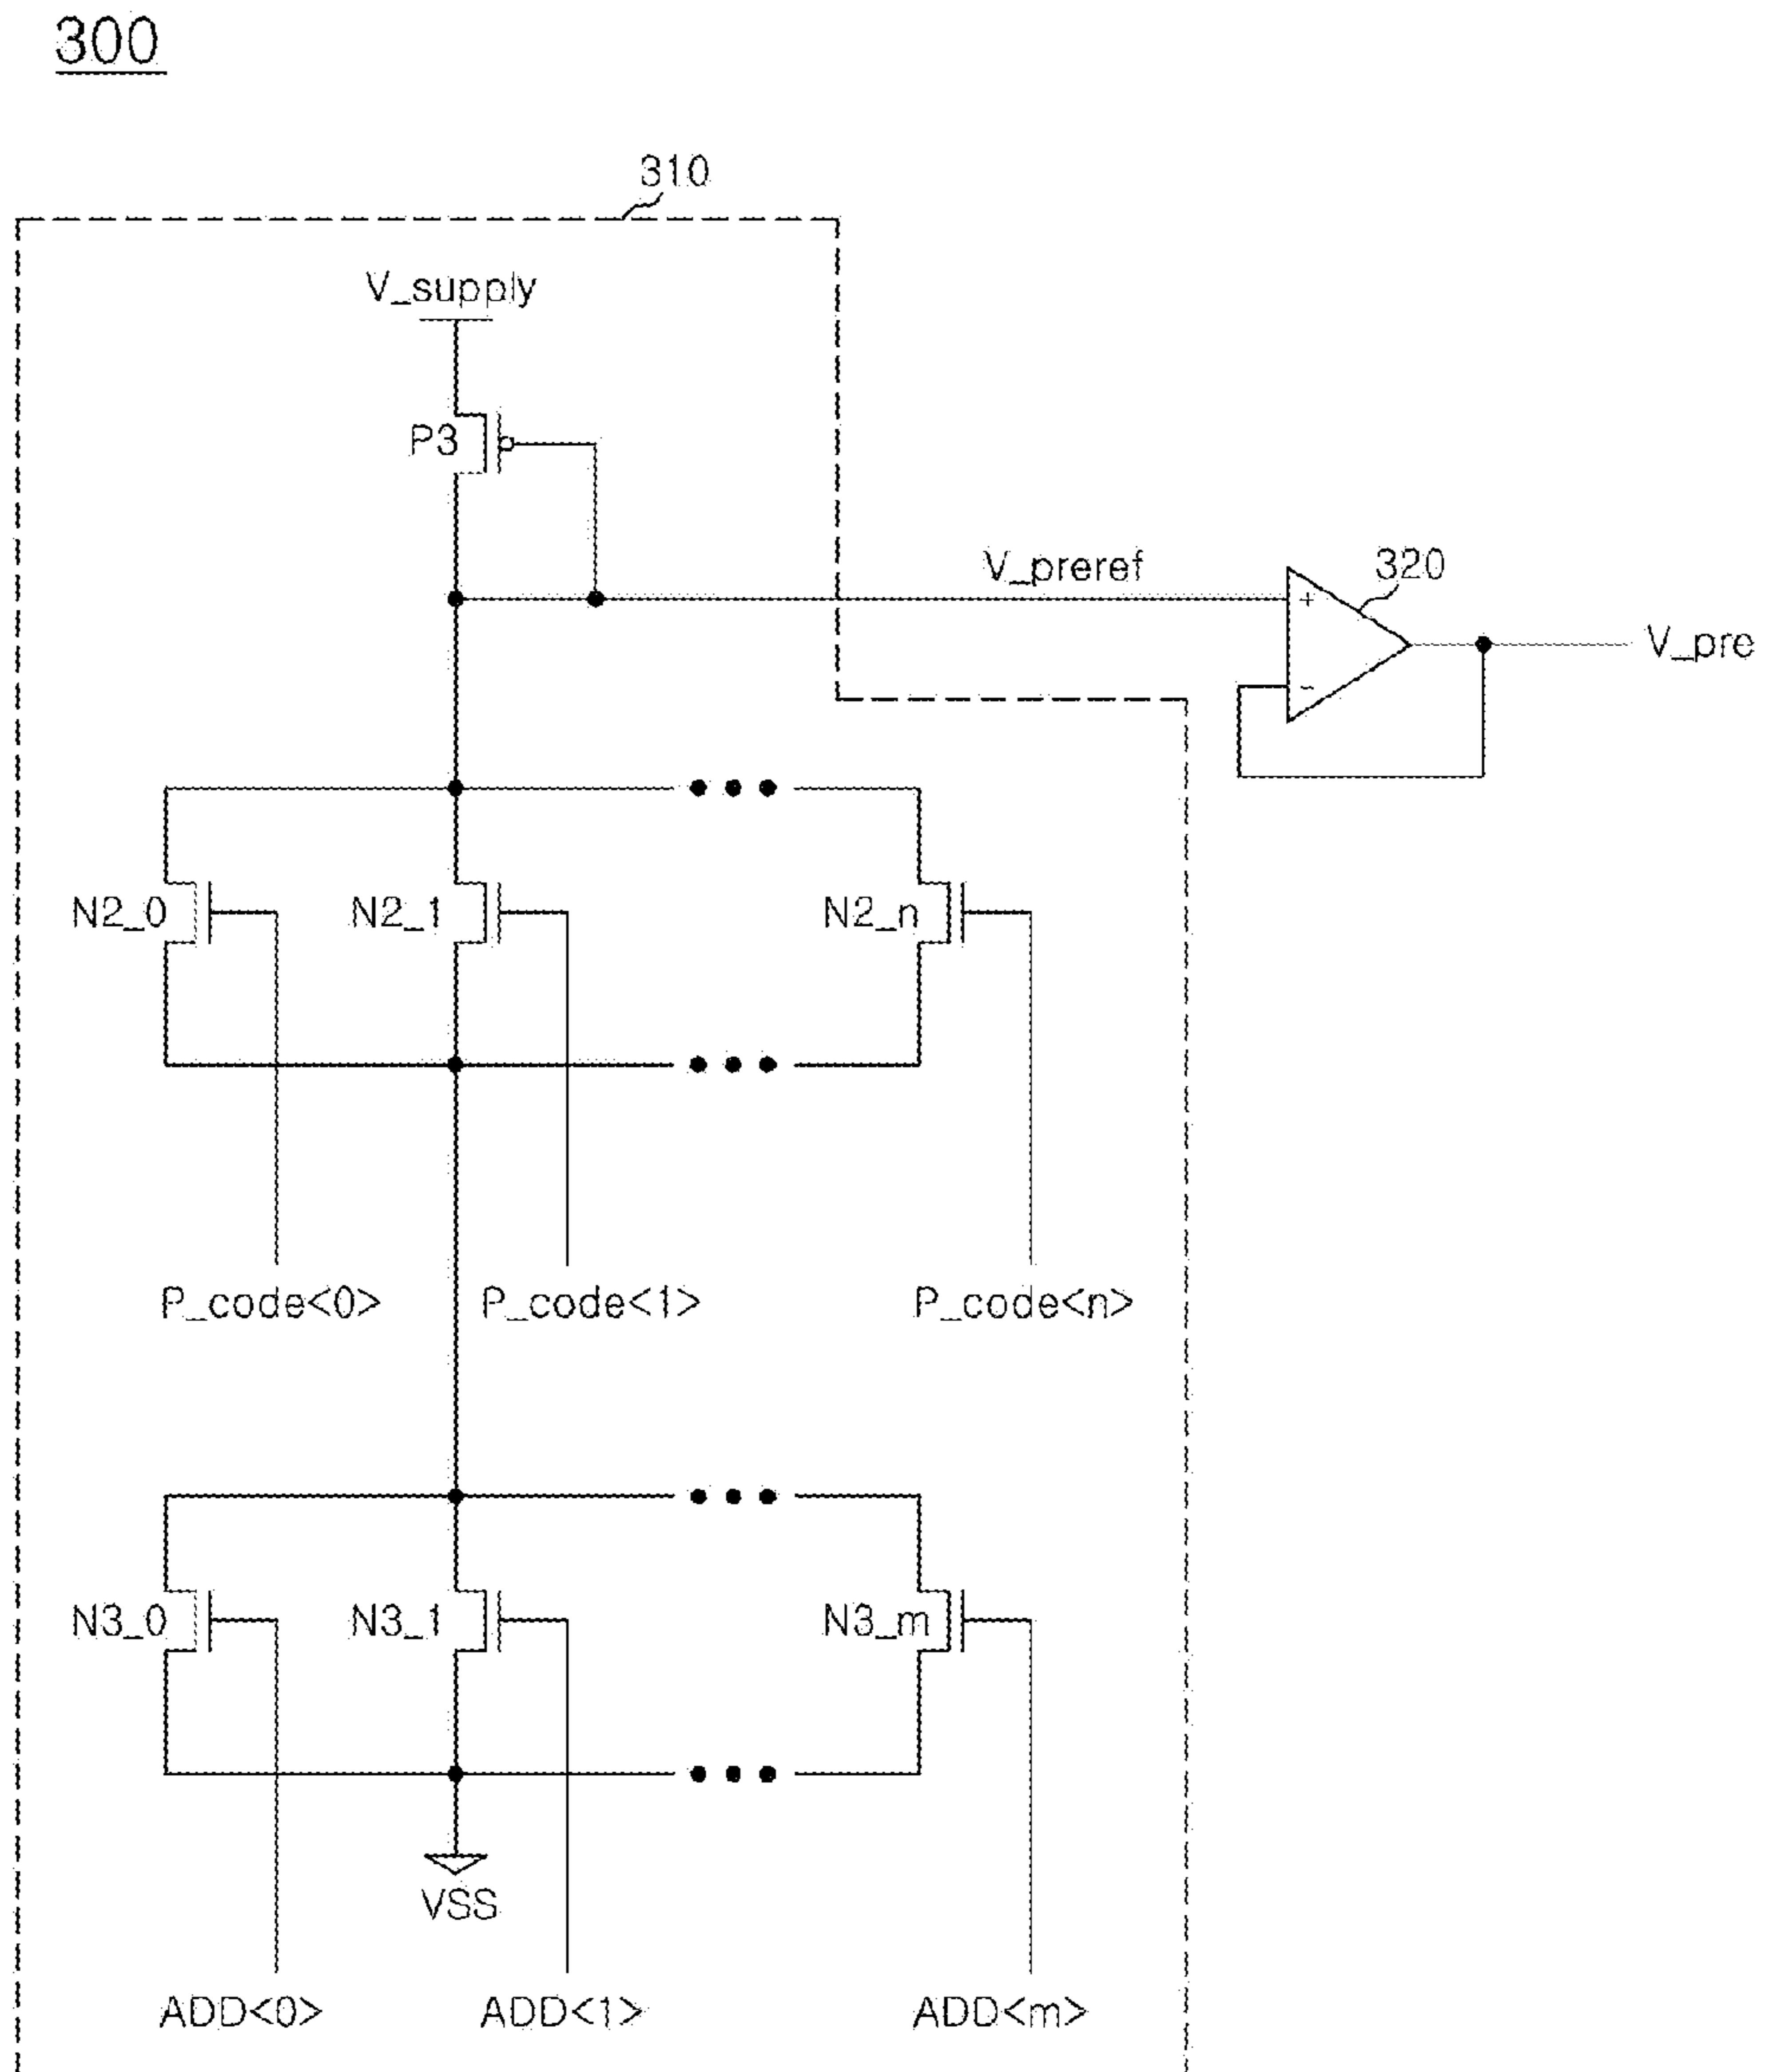 300
310
V_supply
P3
V_preref
320
+
-
V_pre
N2_0
N2_1
N2_n
P_code<0>
P_code<1>
P_code<n>
N3_0
N3_1
N3_m
VSS
ADD<0>
ADD<1>
ADD<m>